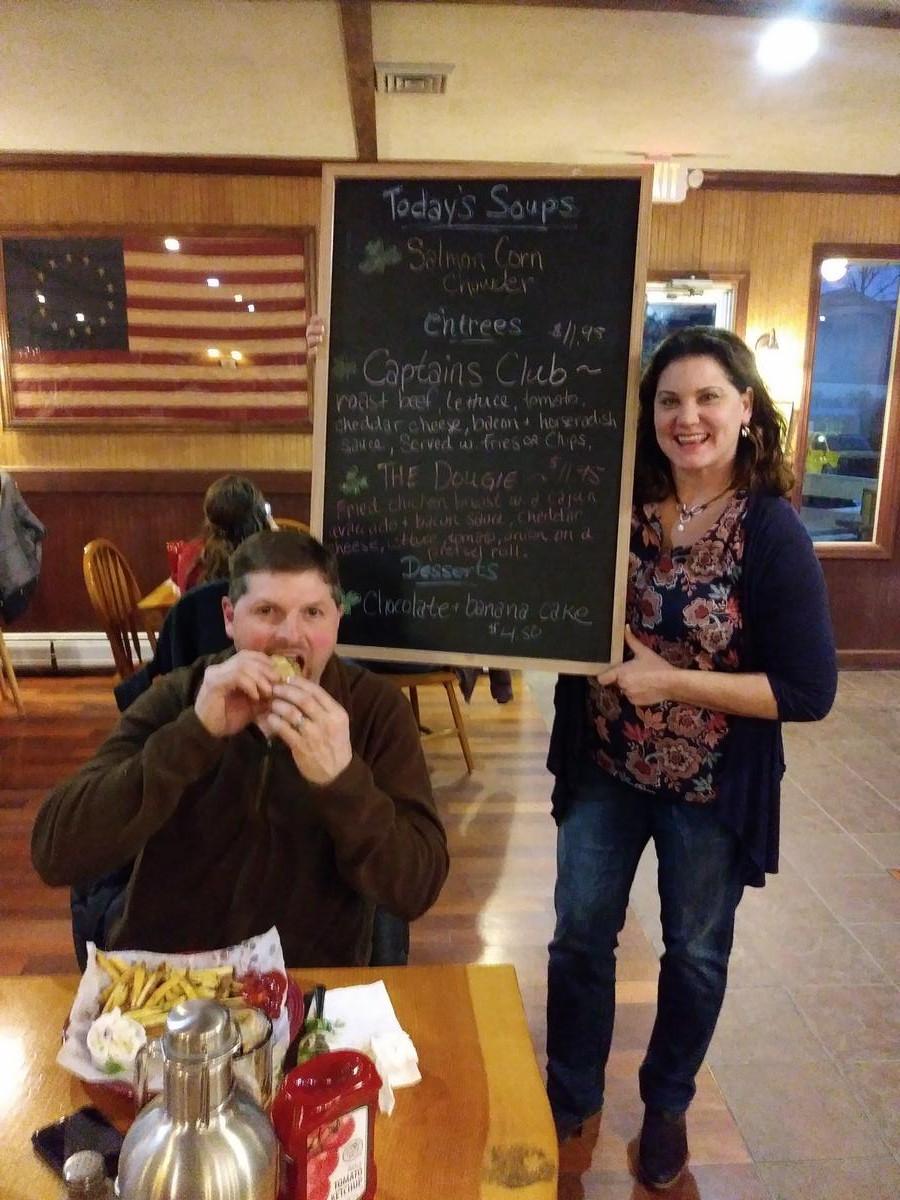 Today's Soups
Salmon Corn
Chowder
Entrees $11.95
Captains Club ~
roast beef lettuce, tomato,
cheddar cheese, bacon + horseradish
sauce, Served w. fries or Chips.
THE DOUGIE ~ $11.95
Fried chicken breast w a cajun
avacado + bacon sauce, cheddar
cheese, lettuce, tomato, onion on a
pretzel roll.
Desserts
Chocolate + banana cake
$4.50
TOMATO
KETCHUP